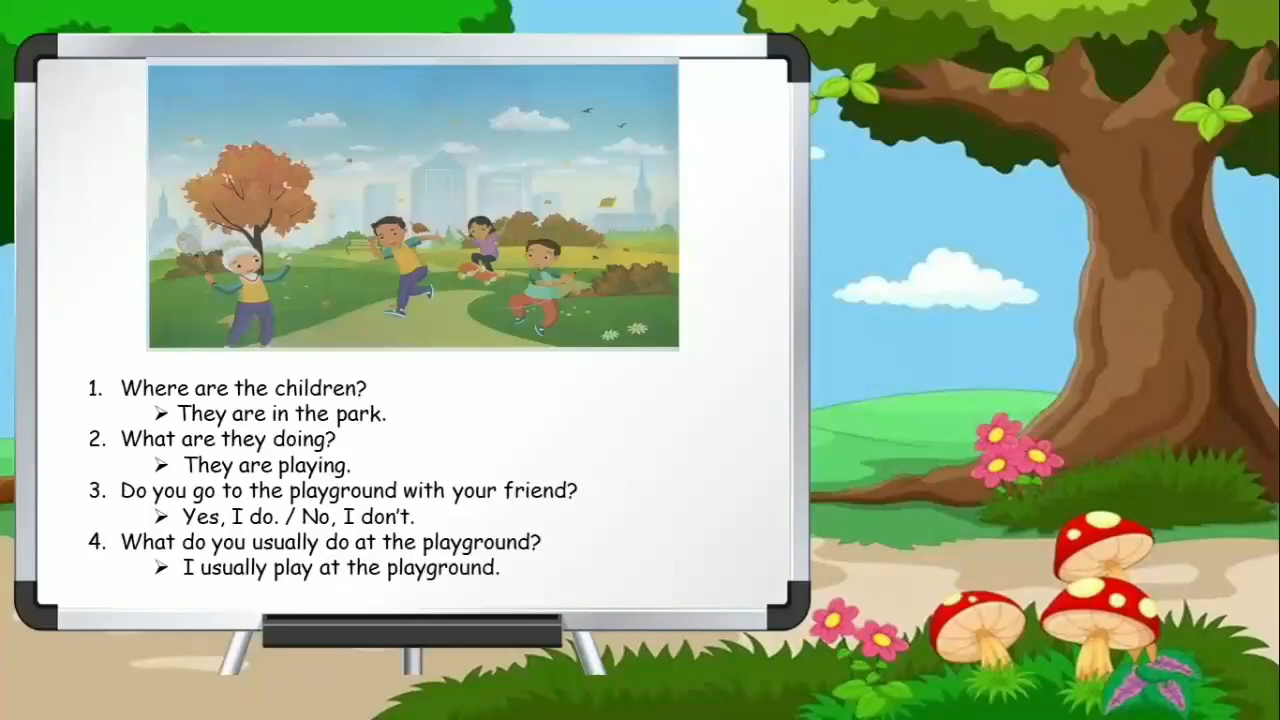 1. Where are the children?
➢ They are in the park.
2. What are they doing?
➢ They are playing.
3. Do you go to the playground with your friend?
➢ Yes, I do. / No, I don't.
4. What do you usually do at the playground?
➢ I usually play at the playground.